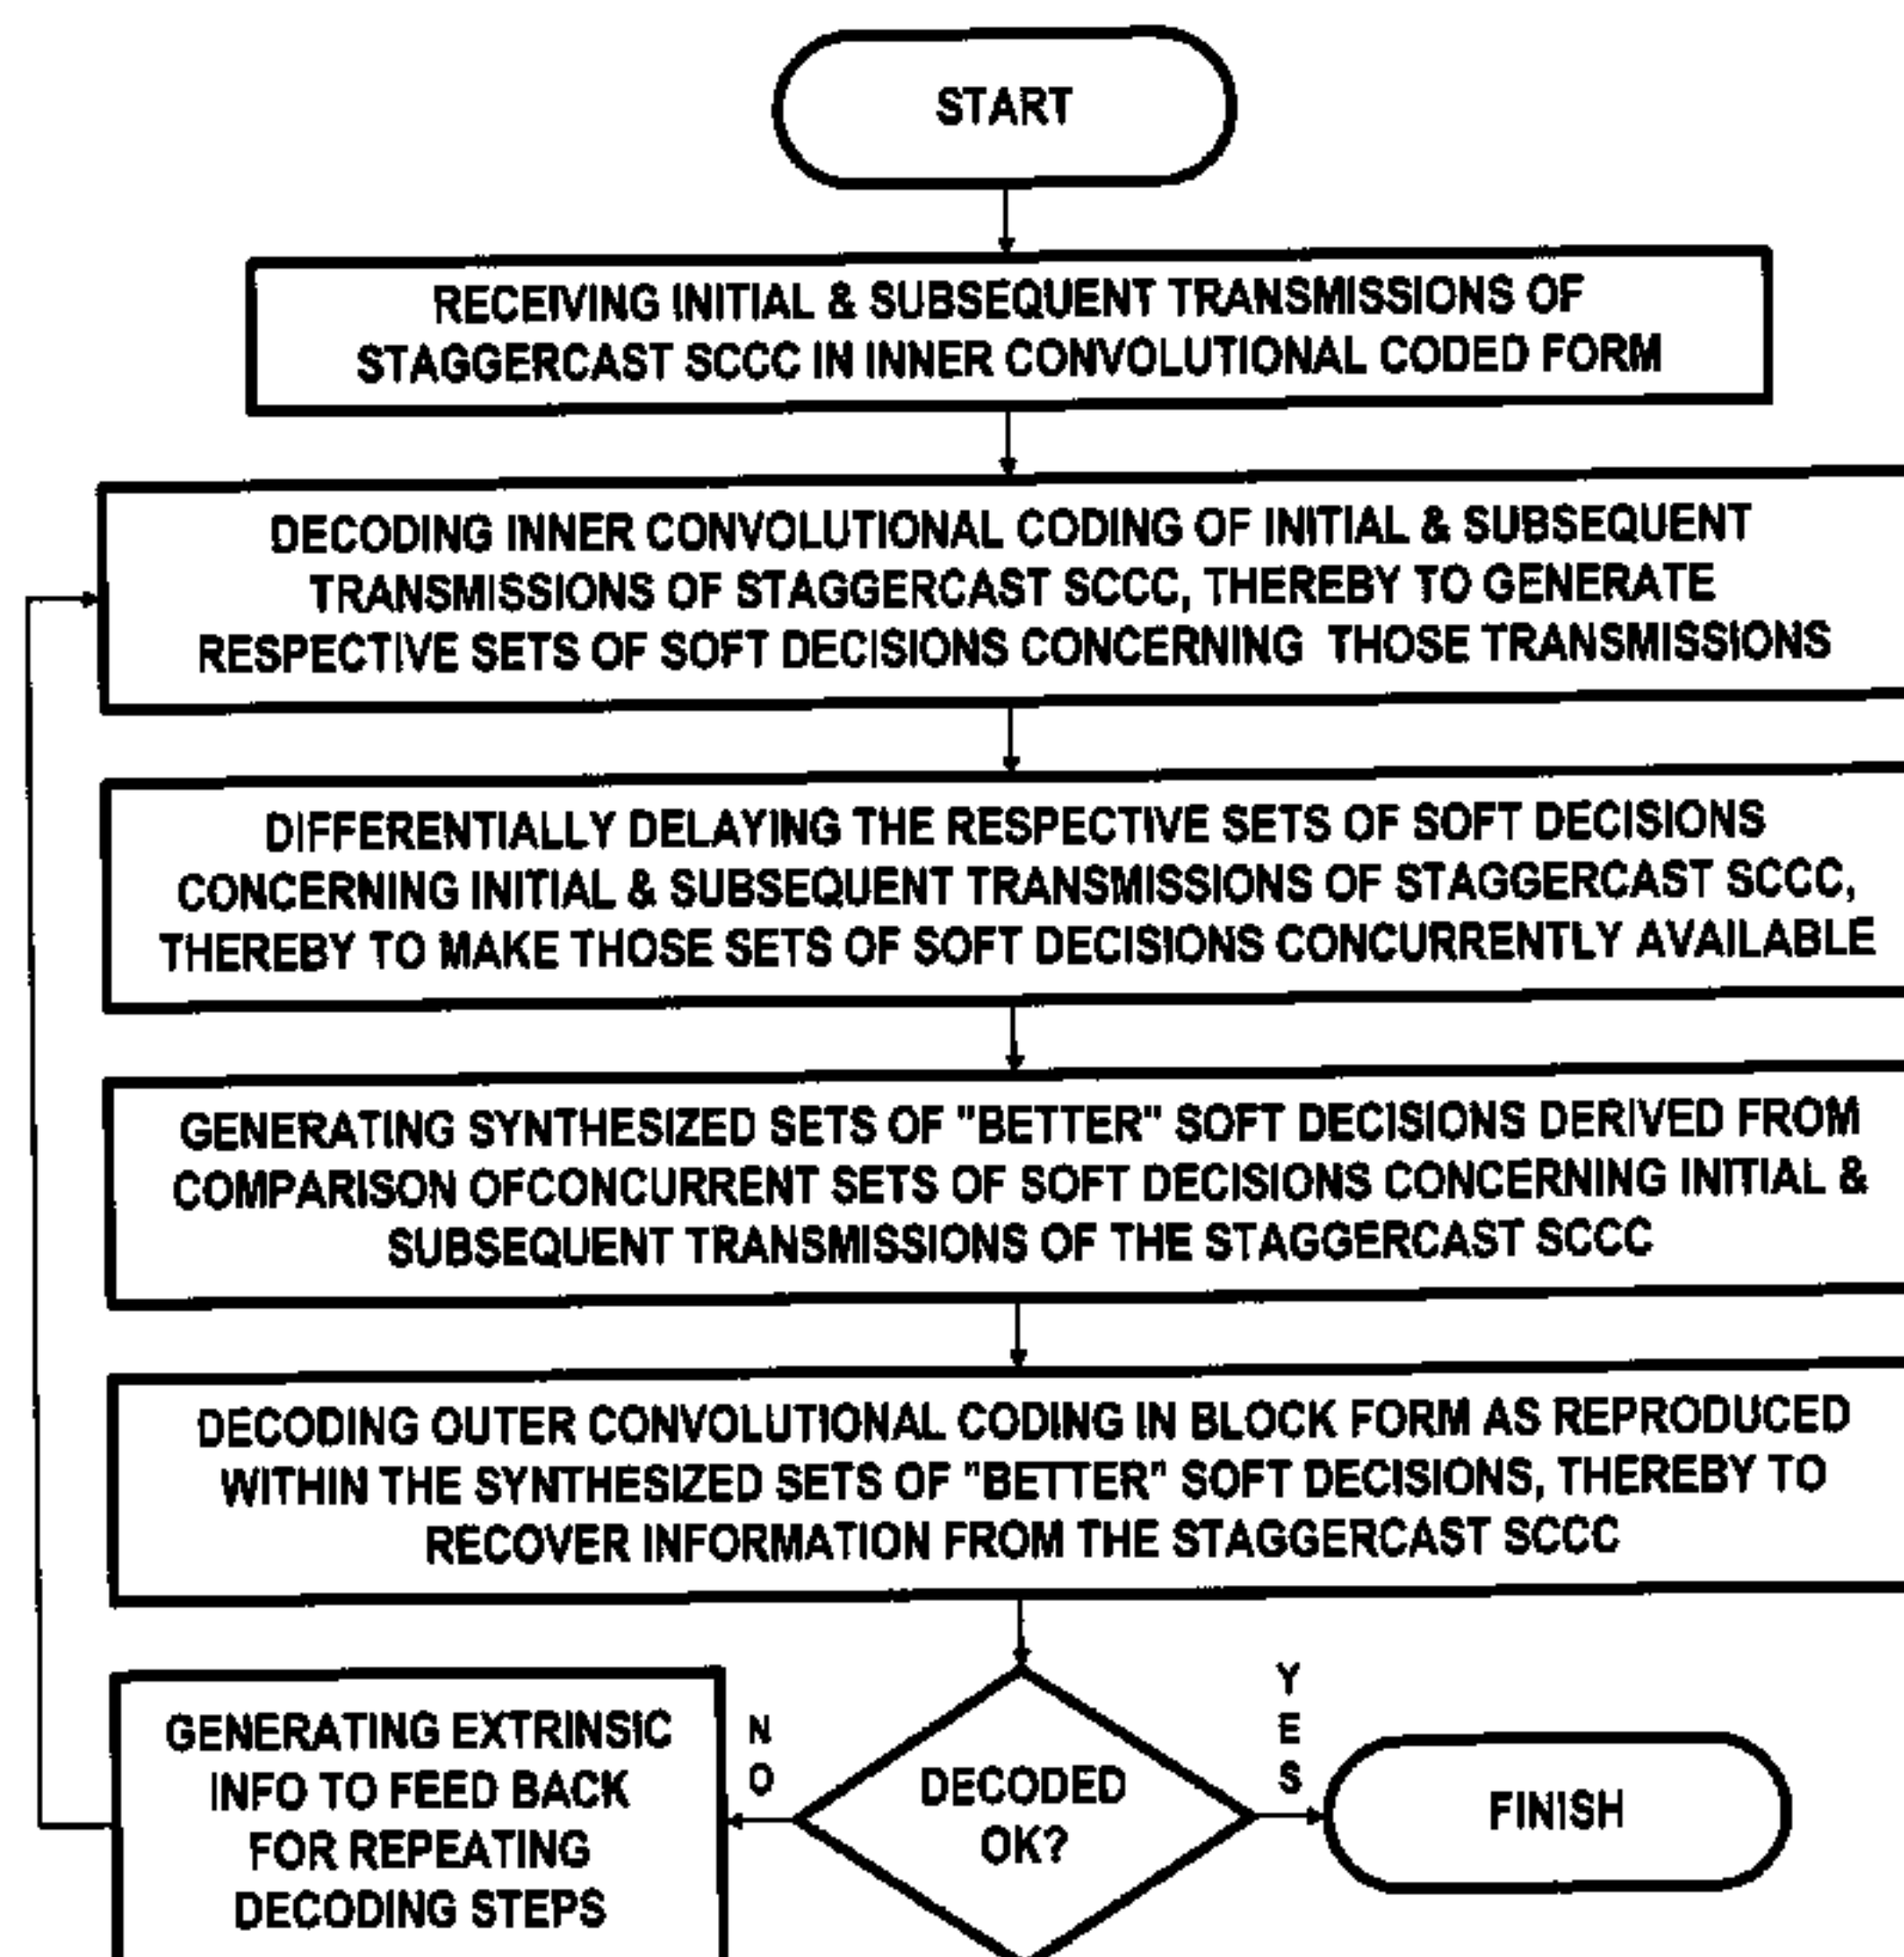 START
RECEIVING INITIAL & SUBSEQUENT TRANSMISSIONS OF
STAGGERCAST SCCC IN INNER CONVOLUTIONAL CODED FORM
DECODING INNER CONVOLUTIONAL CODING OF INITIAL & SUBSEQUENT
TRANSMISSIONS OF STAGGERCAST SCCC, THEREBY TO GENERATE
RESPECTIVE SETS OF SOFT DECISIONS CONCERNING THOSE TRANSMISSIONS
DIFFERENTIALLY DELAYING THE RESPECTIVE SETS OF SOFT DECISIONS
CONCERNING INITIAL & SUBSEQUENT TRANSMISSIONS OF STAGGERCAST SCCC,
THEREBY TO MAKE THOSE SETS OF SOFT DECISIONS CONCURRENTLY AVAILABLE
GENERATING SYNTHESIZED SETS OF "BETTER" SOFT DECISIONS DERIVED FROM
COMPARISON OFCONCURRENT SETS OF SOFT DECISIONS CONCERNING INITIAL &
SUBSEQUENT TRANSMISSIONS OF THE STAGGERCAST SCCC
DECODING OUTER CONVOLUTIONAL CODING IN BLOCK FORM AS REPRODUCED
WITHIN THE SYNTHESIZED SETS OF "BETTER" SOFT DECISIONS, THEREBY TO
RECOVER INFORMATION FROM THE STAGGERCAST SCCC
GENERATING EXTRINSIC
INFO TO FEED BACK
FOR REPEATING
DECODING STEPS
NO
DECODED
OK?
YES
FINISH